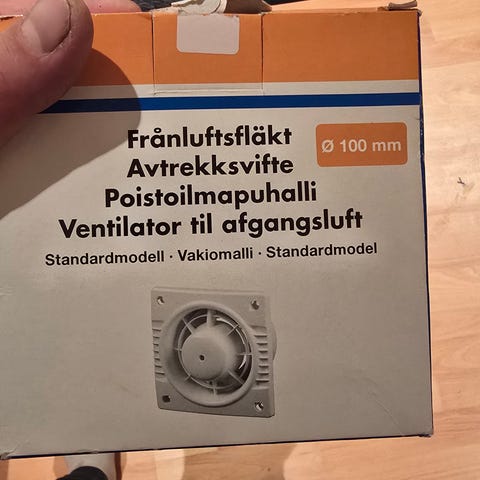 Frånluftsfläkt
Avtrekksvifte
Poistoilmapuhalli
Ventilator til afgangsluft
Ø 100 mm
Standardmodell · Vakiomalli · Standardmodel